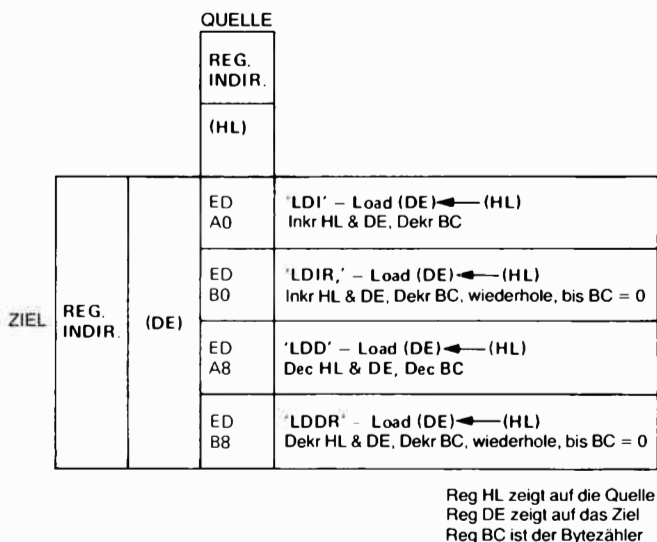 QUELLE
REG.
INDIR.
(HL)
ED 'LDI' – Load (DE)◄—(HL)
A0 Inkr HL & DE, Dekr BC
ED 'LDIR,' – Load (DE)◄—(HL)
B0 Inkr HL & DE, Dekr BC, wiederhole, bis BC = 0
ZIEL REG. (DE)
INDIR.
ED 'LDD' – Load (DE)◄—(HL)
A8 Dec HL & DE, Dec BC
ED 'LDDR' – Load (DE)◄—(HL)
B8 Dekr HL & DE, Dekr BC, wiederhole, bis BC = 0
Reg HL zeigt auf die Quelle
Reg DE zeigt auf das Ziel
Reg BC ist der Bytezähler